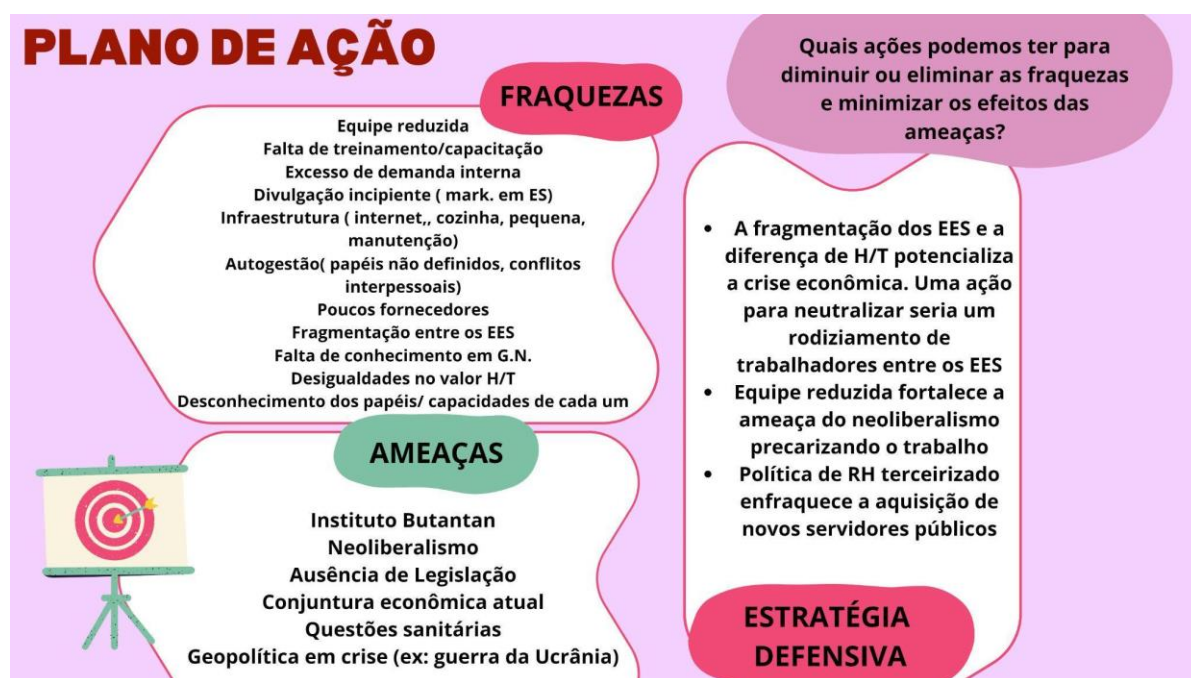 PLANO DE AÇÃO
FRAQUEZAS
Equipe reduzida
Falta de treinamento/capacitação
Excesso de demanda interna
Divulgação incipiente ( mark. em ES)
Infraestrutura ( internet,, cozinha, pequena,
manutenção)
Autogestão( papéis não definidos, conflitos
interpessoais)
Poucos fornecedores
Fragmentação entre os EES
Falta de conhecimento em G.N.
Desigualdades no valor H/T
Desconhecimento dos papéis/ capacidades de cada um
AMEAÇAS
Instituto Butantan
Neoliberalismo
Ausência de Legislação
Conjuntura econômica atual
Questões sanitárias
Geopolítica em crise (ex: guerra da Ucrânia)
Quais ações podemos ter para
diminuir ou eliminar as fraquezas
e minimizar os efeitos das
ameaças?
• A fragmentação dos EES e a
diferença de H/T potencializa
a crise econômica. Uma ação
para neutralizar seria um
rodiziamento de
trabalhadores entre os EES
• Equipe reduzida fortalece a
ameaça do neoliberalismo
precarizando o trabalho
• Política de RH terceirizado
enfraquece a aquisição de
novos servidores públicos
ESTRATÉGIA
DEFENSIVA